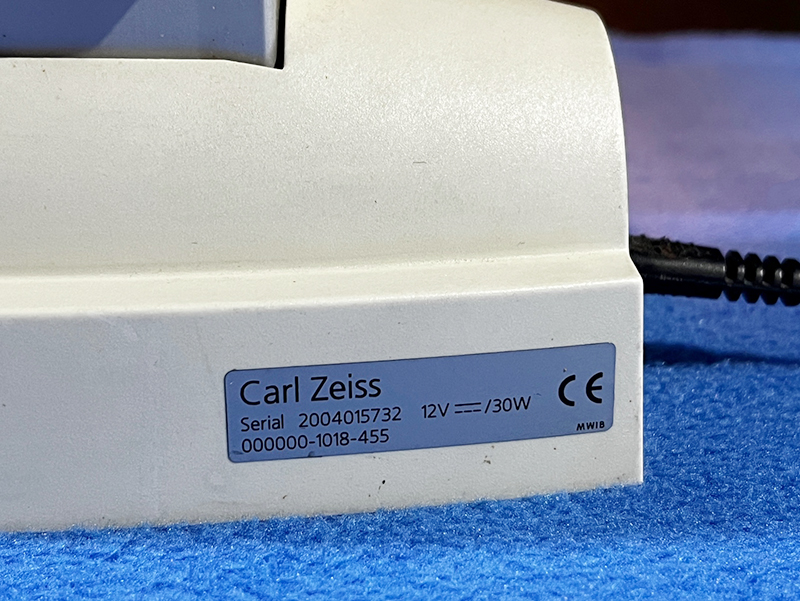 Carl Zeiss
Serial 2004015732 12V ⎓ /30W
000000-1018-455
CE
MWIB